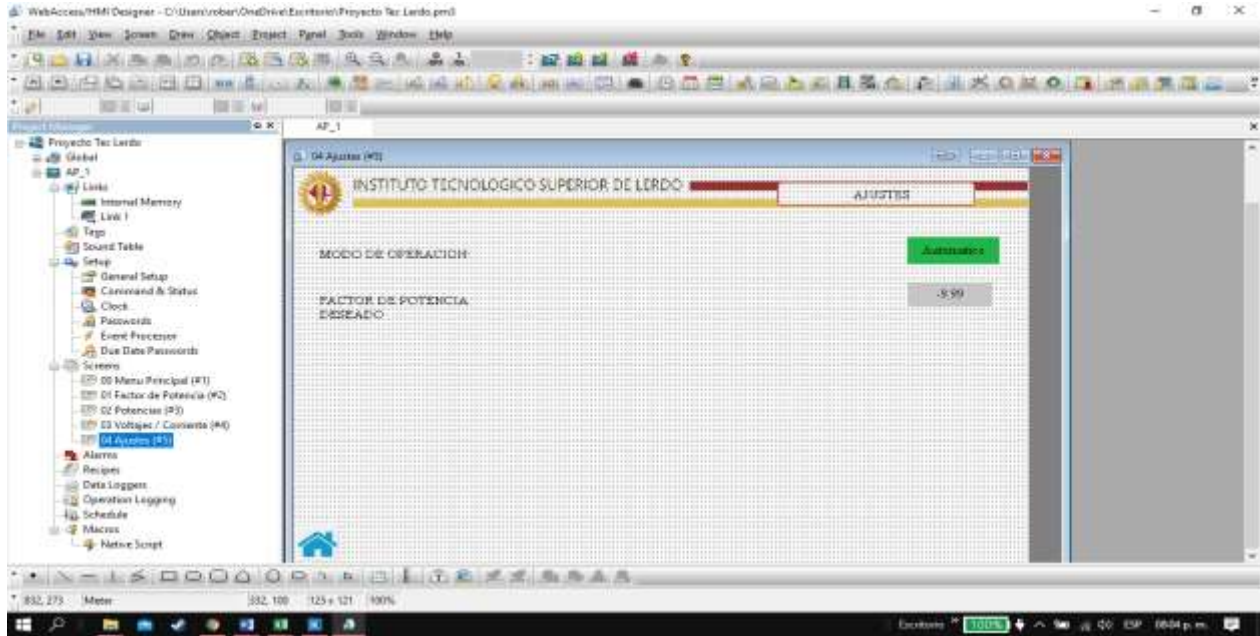 WebAccess/HMI Designer - C:\Users\rober\OneDrive\Escritorio\Proyecto Tec Lerdo.pm3
File Edit View Screen Draw Object Project Panel Tools Window Help
Project Manager
AP_1
Proyecto Tec Lerdo
Global
AP_1
Links
Internal Memory
Link 1
Tags
Sound Table
Setup
General Setup
Command & Status
Clock
Passwords
Event Processor
Due Date Passwords
Screens
00 Menu Principal (#1)
01 Factor de Potencia (#2)
02 Potencias (#3)
03 Voltajes / Corriente (#4)
04 Ajustes (#5)
Alarms
Recipes
Data Loggers
Operation Logging
Schedule
Macros
Native Script
04 Ajustes (#5)
INSTITUTO TECNOLOGICO SUPERIOR DE LERDO
AJUSTES
MODO DE OPERACION:
Automatico
FACTOR DE POTENCIA
DESEADO
-9.99
832, 273 Meter 332, 100 123 x 121 100%
Escritorio 100% ESP 08:04 p. m.